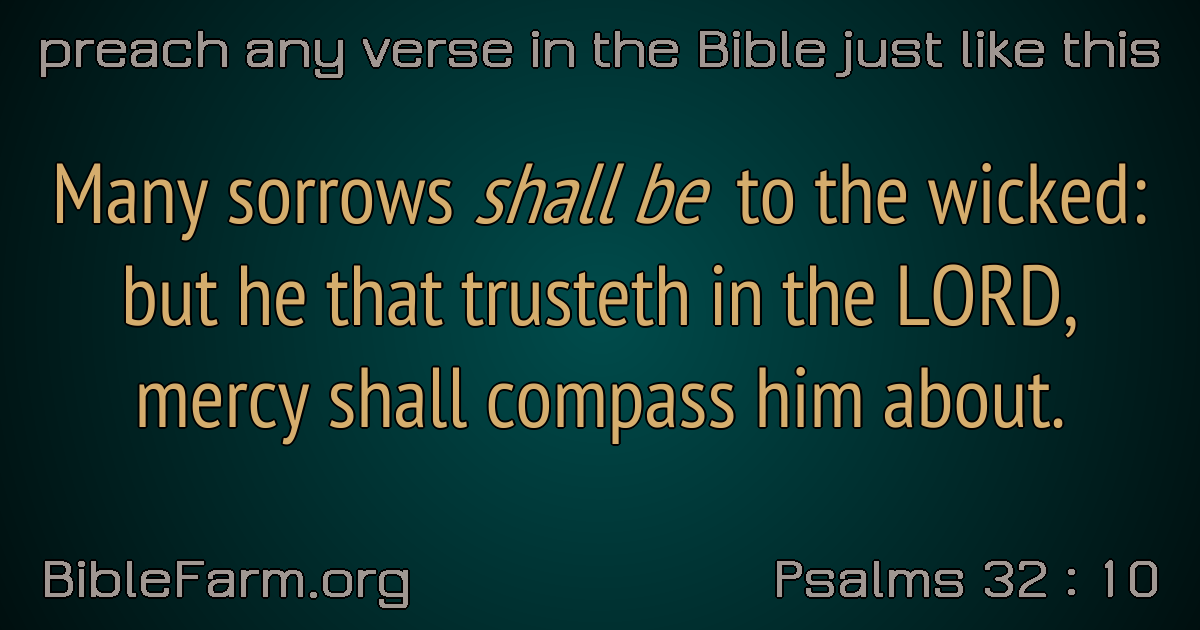 preach any verse in the Bible just like this
Many sorrows shall be to the wicked:
but he that trusteth in the LORD,
mercy shall compass him about.
BibleFarm.org
Psalms 32 : 10